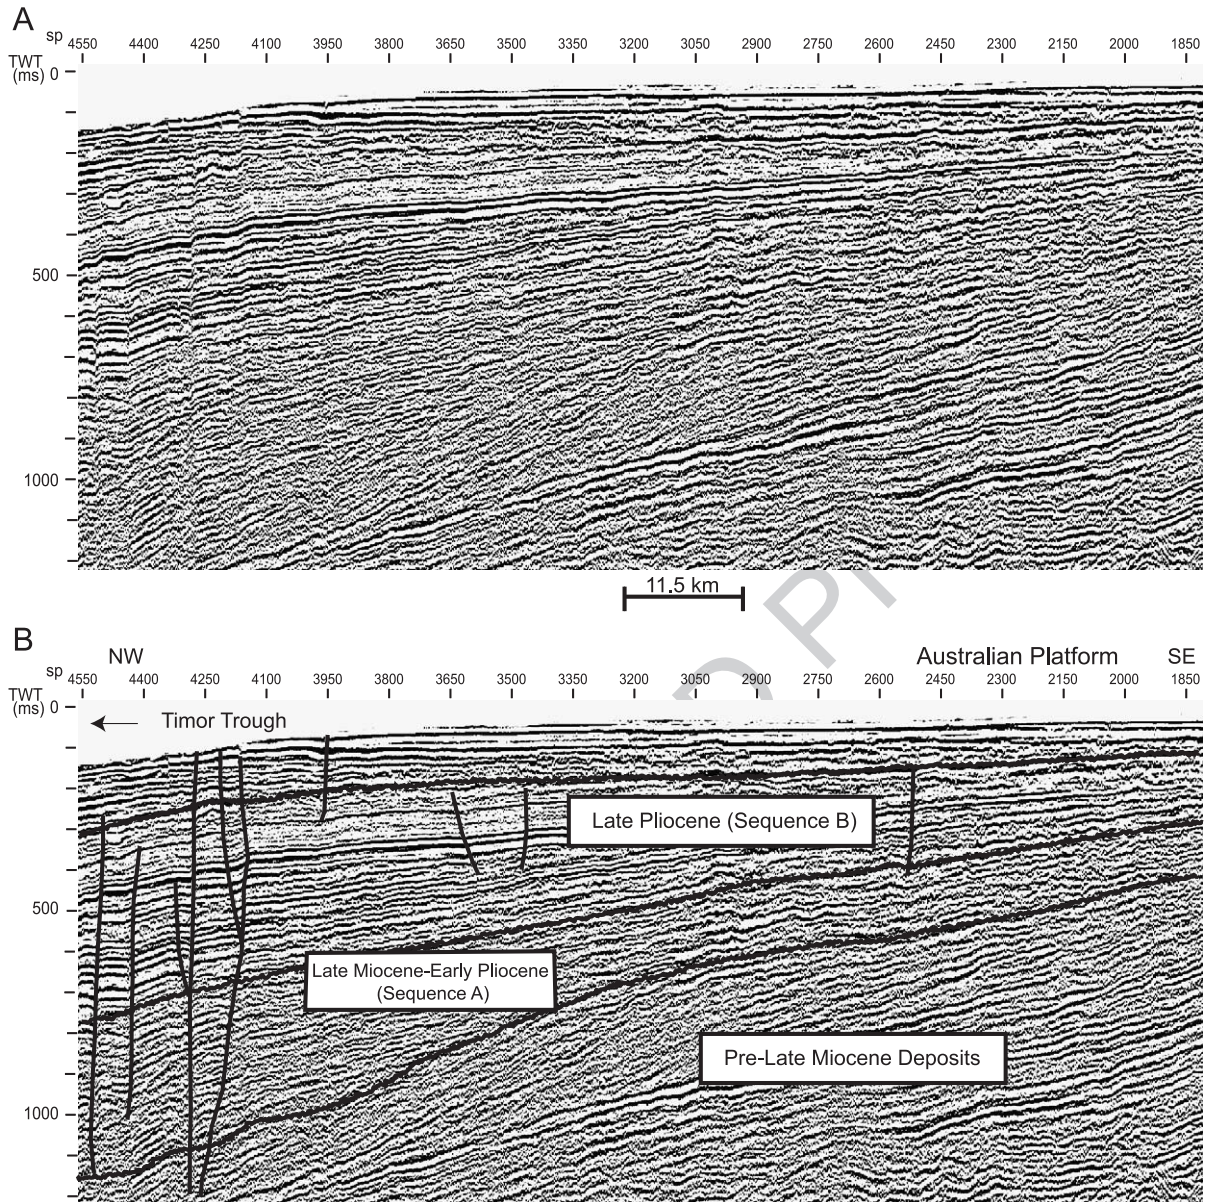 A
sp
4550 4400 4250 4100 3950 3800 3650 3500 3350 3200 3050 2900 2750 2600 2450 2300 2150 2000 1850
TWT
(ms)
0
500
1000
11.5 km
D P
B
NW
Australian Platform
SE
sp
4550 4400 4250 4100 3950 3800 3650 3500 3350 3200 3050 2900 2750 2600 2450 2300 2150 2000 1850
TWT
(ms)
0
Timor Trough
Late Pliocene (Sequence B)
500
Late Miocene-Early Pliocene
(Sequence A)
Pre-Late Miocene Deposits
1000